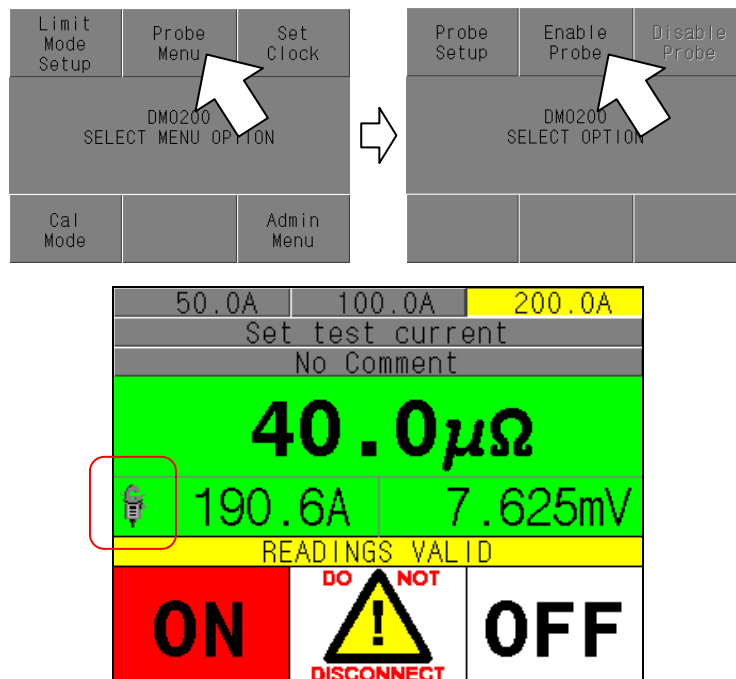 Limit
Mode
Setup
Probe
Menu
Set
Clock
DMO200
SELECT MENU OPTION
Cal
Mode
Admin
Menu
Probe
Setup
Enable
Probe
Disable
Probe
DMO200
SELECT OPTION
50.0A 100.0A 200.0A
Set test current
No Comment
40.0µΩ
190.6A 7.625mV
READINGS VALID
ON
DO NOT
!
DISCONNECT
OFF